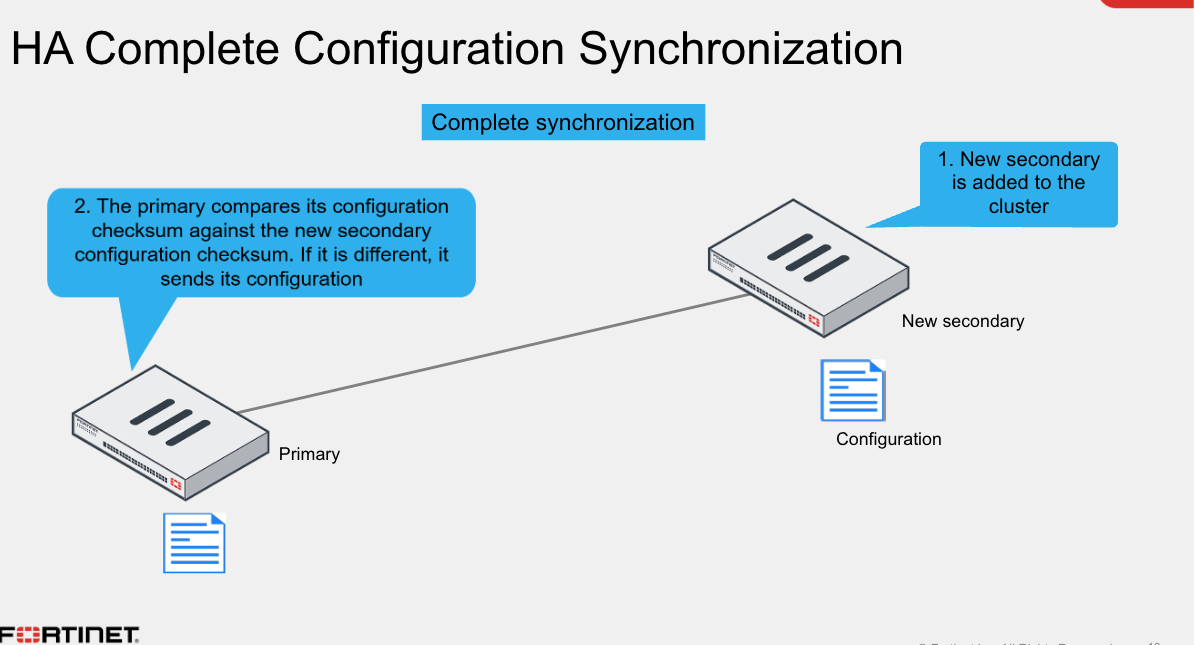 HA Complete Configuration Synchronization
Complete synchronization
1. New secondary
is added to the
cluster
2. The primary compares its configuration
checksum against the new secondary
configuration checksum. If it is different, it
sends its configuration
New secondary
Configuration
Primary
FORTINET